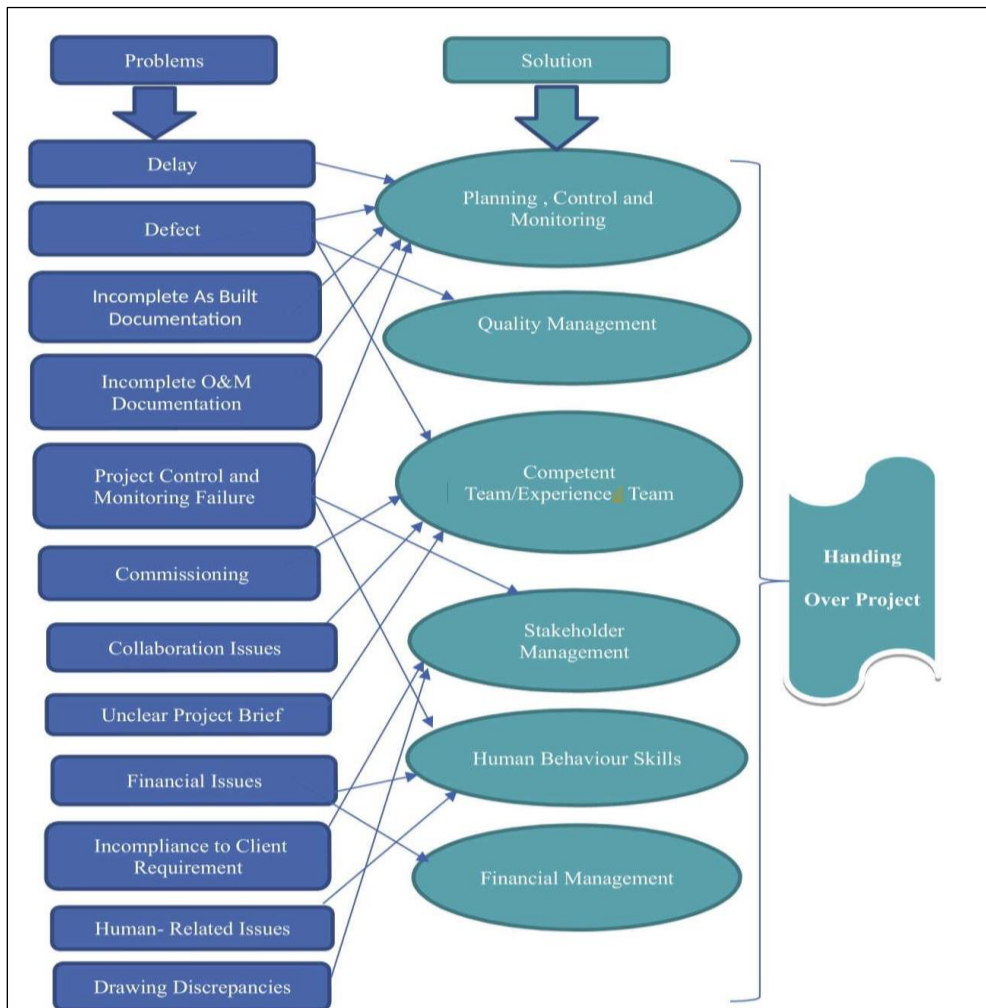 Problems
Delay
Defect
Incomplete As Built
Documentation
Incomplete O&M
Documentation
Project Control and
Monitoring Failure
Commissioning
Collaboration Issues
Unclear Project Brief
Financial Issues
Incompliance to Client
Requirement
Human- Related Issues
Drawing Discrepancies
Solution
Planning , Control and
Monitoring
Quality Management
Competent
Team/Experienced Team
Stakeholder
Management
Human Behaviour Skills
Financial Management
Handing
Over Project